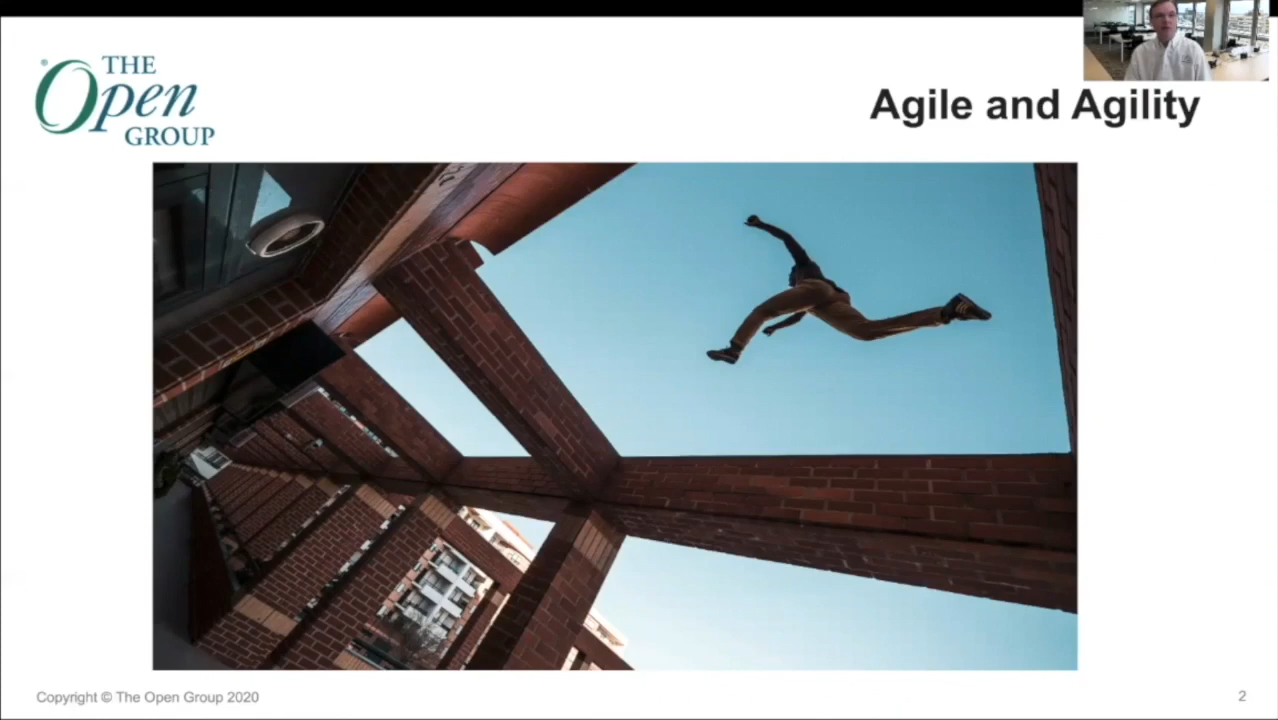 THE
Open
GROUP
Agile and Agility
Copyright © The Open Group 2020
2